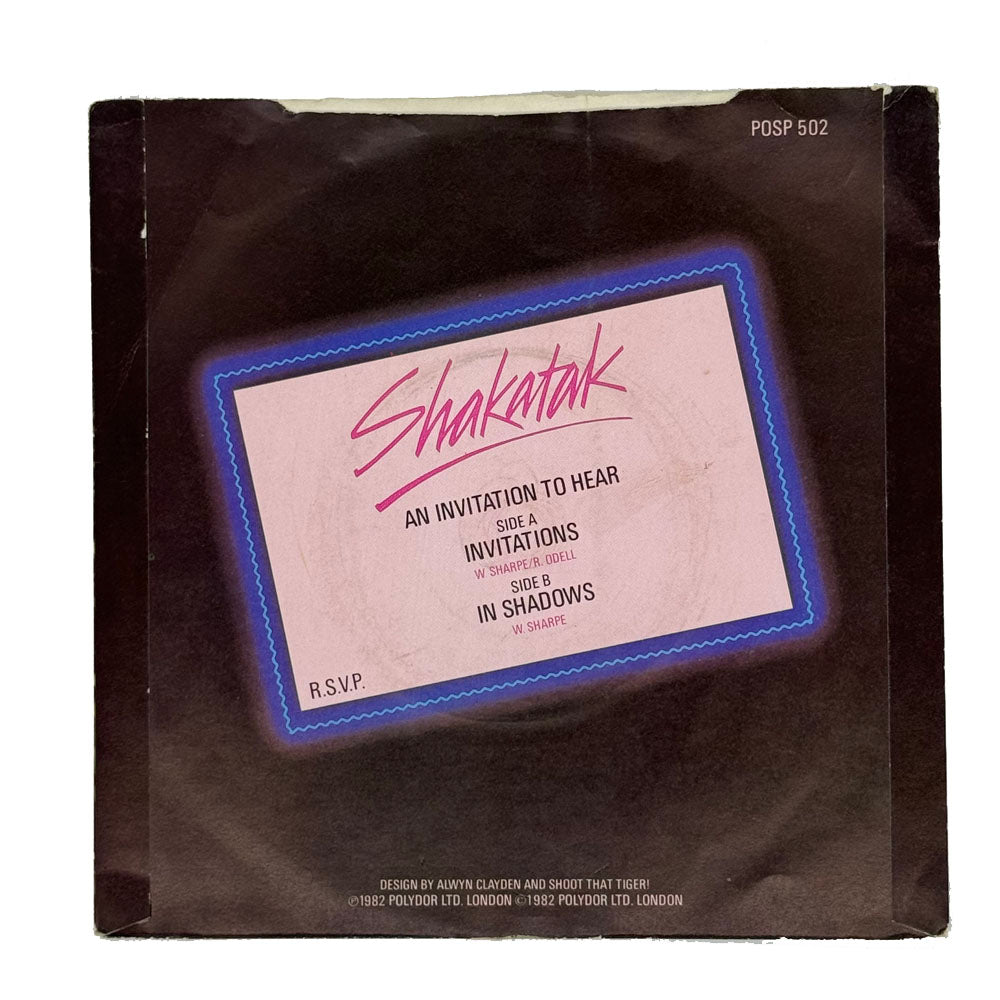 POSP 502
Shakatak
AN INVITATION TO HEAR
SIDE A
INVITATIONS
W SHARPE/R. ODELL
SIDE B
IN SHADOWS
W. SHARPE
R.S.V.P.
DESIGN BY ALWYN CLAYDEN AND SHOOT THAT TIGER!
℗1982 POLYDOR LTD. LONDON ©1982 POLYDOR LTD. LONDON